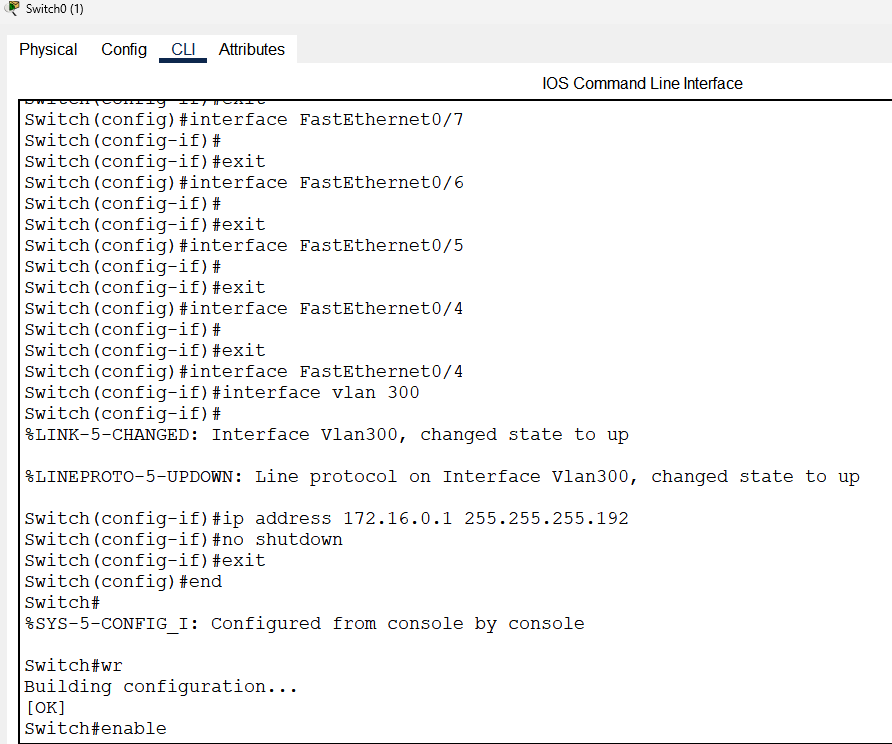 Switch0 (1)
Physical Config CLI Attributes
IOS Command Line Interface
Switch(config-if)#exit
Switch(config)#interface FastEthernet0/7
Switch(config-if)#
Switch(config-if)#exit
Switch(config)#interface FastEthernet0/6
Switch(config-if)#
Switch(config-if)#exit
Switch(config)#interface FastEthernet0/5
Switch(config-if)#
Switch(config-if)#exit
Switch(config)#interface FastEthernet0/4
Switch(config-if)#
Switch(config-if)#exit
Switch(config)#interface FastEthernet0/4
Switch(config-if)#interface vlan 300
Switch(config-if)#
%LINK-5-CHANGED: Interface Vlan300, changed state to up
%LINEPROTO-5-UPDOWN: Line protocol on Interface Vlan300, changed state to up
Switch(config-if)#ip address 172.16.0.1 255.255.255.192
Switch(config-if)#no shutdown
Switch(config-if)#exit
Switch(config)#end
Switch#
%SYS-5-CONFIG_I: Configured from console by console
Switch#wr
Building configuration...
[OK]
Switch#enable